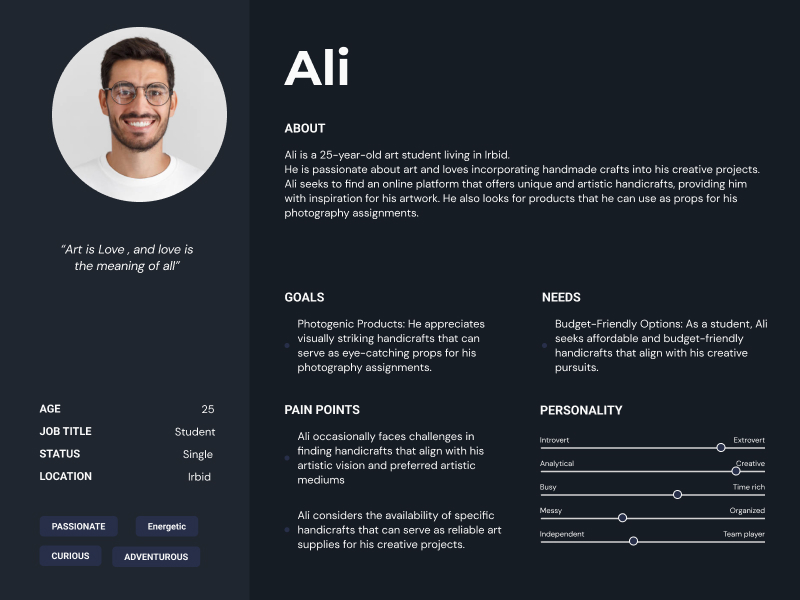 Ali
ABOUT
Ali is a 25-year-old art student living in Irbid.
He is passionate about art and loves incorporating handmade crafts into his creative projects.
Ali seeks to find an online platform that offers unique and artistic handicrafts, providing him
with inspiration for his artwork. He also looks for products that he can use as props for his
photography assignments.
“Art is Love , and love is
the meaning of all”
GOALS
Photogenic Products: He appreciates
visually striking handicrafts that can
serve as eye-catching props for his
photography assignments.
NEEDS
Budget-Friendly Options: As a student, Ali
seeks affordable and budget-friendly
handicrafts that align with his creative
pursuits.
AGE 25
JOB TITLE Student
STATUS Single
LOCATION Irbid
PASSIONATE Energetic
CURIOUS ADVENTUROUS
PAIN POINTS
Ali occasionally faces challenges in
finding handicrafts that align with his
artistic vision and preferred artistic
mediums
Ali considers the availability of specific
handicrafts that can serve as reliable art
supplies for his creative projects.
PERSONALITY
Introvert Extrovert
Analytical Creative
Busy Time rich
Messy Organized
Independent Team player